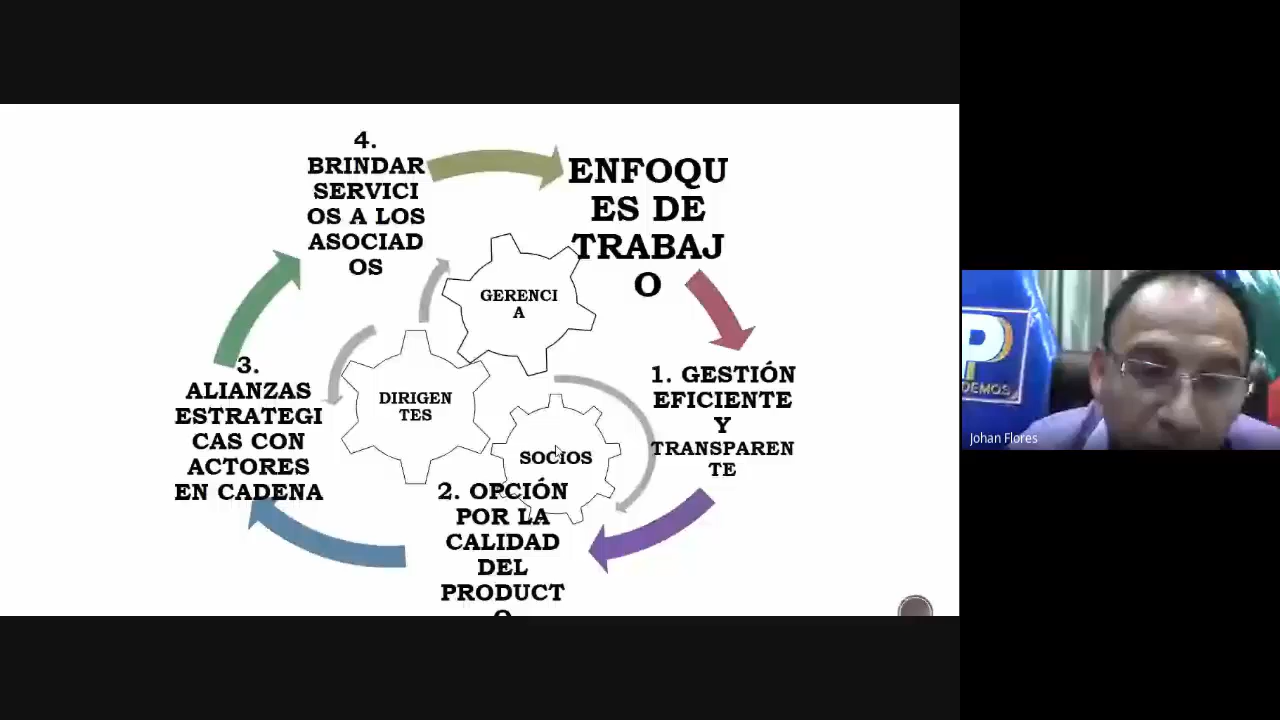 4.
BRINDAR
SERVICI
OS A LOS
ASOCIAD
OS
ENFOQU
ES DE
TRABAJ
O
GERENCI
A
DIRIGEN
TES
SOCIOS
1. GESTIÓN
EFICIENTE
Y
TRANSPAREN
TE
2. OPCIÓN
POR LA
CALIDAD
DEL
PRODUCT
O
3.
ALIANZAS
ESTRATEGI
CAS CON
ACTORES
EN CADENA
P
DEMOS
Johan Flores